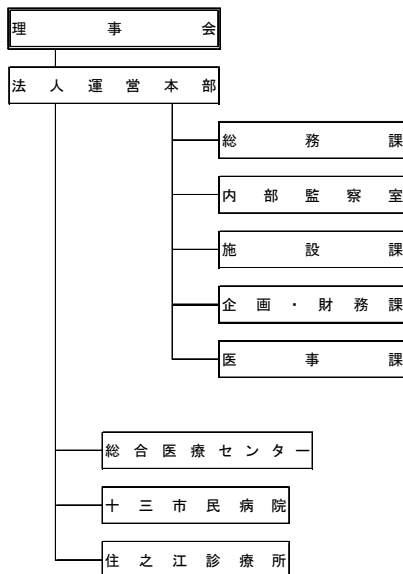 理事会
法人運営本部
総務課
内部監察室
施設課
企画・財務課
医事課
総合医療センター
十三市民病院
住之江診療所